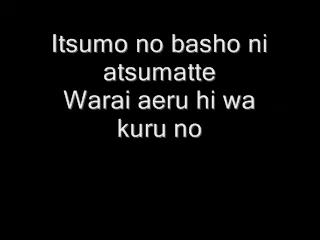 Itsumo no basho ni
atsumatte
Warai aeru hi wa
kuru no